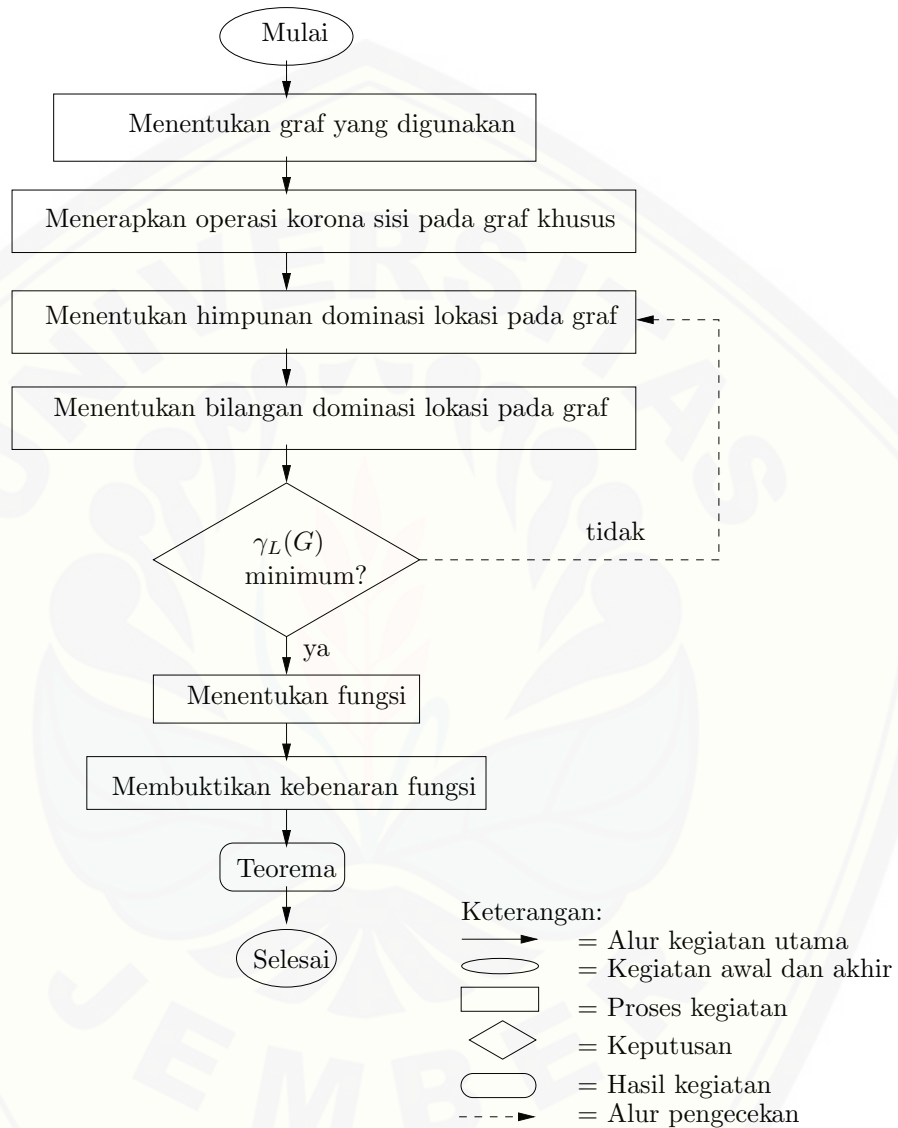 Mulai
Menentukan graf yang digunakan
Menerapkan operasi korona sisi pada graf khusus
Menentukan himpunan dominasi lokasi pada graf
Menentukan bilangan dominasi lokasi pada graf
γ_L(G)
minimum?
tidak
ya
Menentukan fungsi
Membuktikan kebenaran fungsi
Teorema
Selesai
Keterangan:
= Alur kegiatan utama
= Kegiatan awal dan akhir
= Proses kegiatan
= Keputusan
= Hasil kegiatan
= Alur pengecekan
UNIVERSITAS
JEMBER